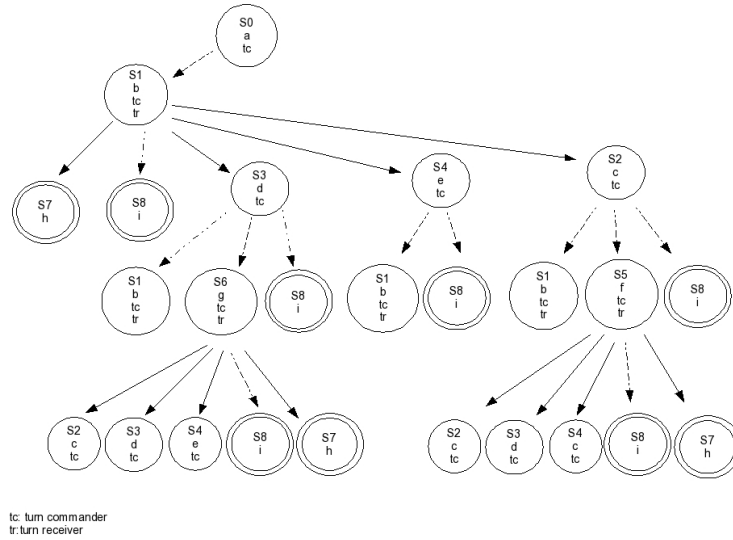 S0
a
tc
S1
b
tc
tr
S7
h
S8
i
S3
d
tc
S4
e
tc
S2
c
tc
S1
b
tc
tr
S6
g
tc
tr
S8
i
S1
b
tc
tr
S8
i
S1
b
tc
tr
S5
f
tc
tr
S8
i
S2
c
tc
S3
d
tc
S4
e
tc
S8
i
S7
h
S2
c
tc
S3
d
tc
S4
c
tc
S8
i
S7
h
tc: turn commander
tr:turn receiver